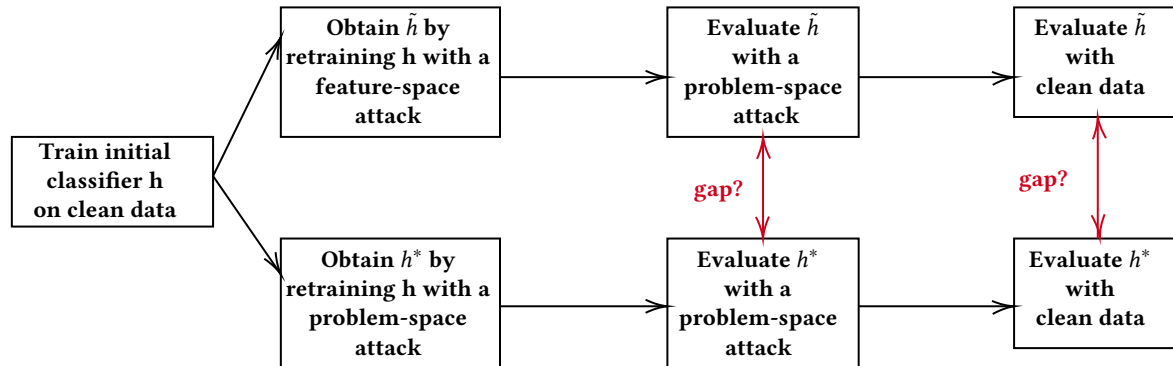 Train initial
classifier h
on clean data
Obtain h̃ by
retraining h with a
feature-space
attack
Evaluate h̃
with a
problem-space
attack
Evaluate h̃
with
clean data
gap?
gap?
Obtain h* by
retraining h with a
problem-space
attack
Evaluate h*
with a
problem-space
attack
Evaluate h*
with
clean data